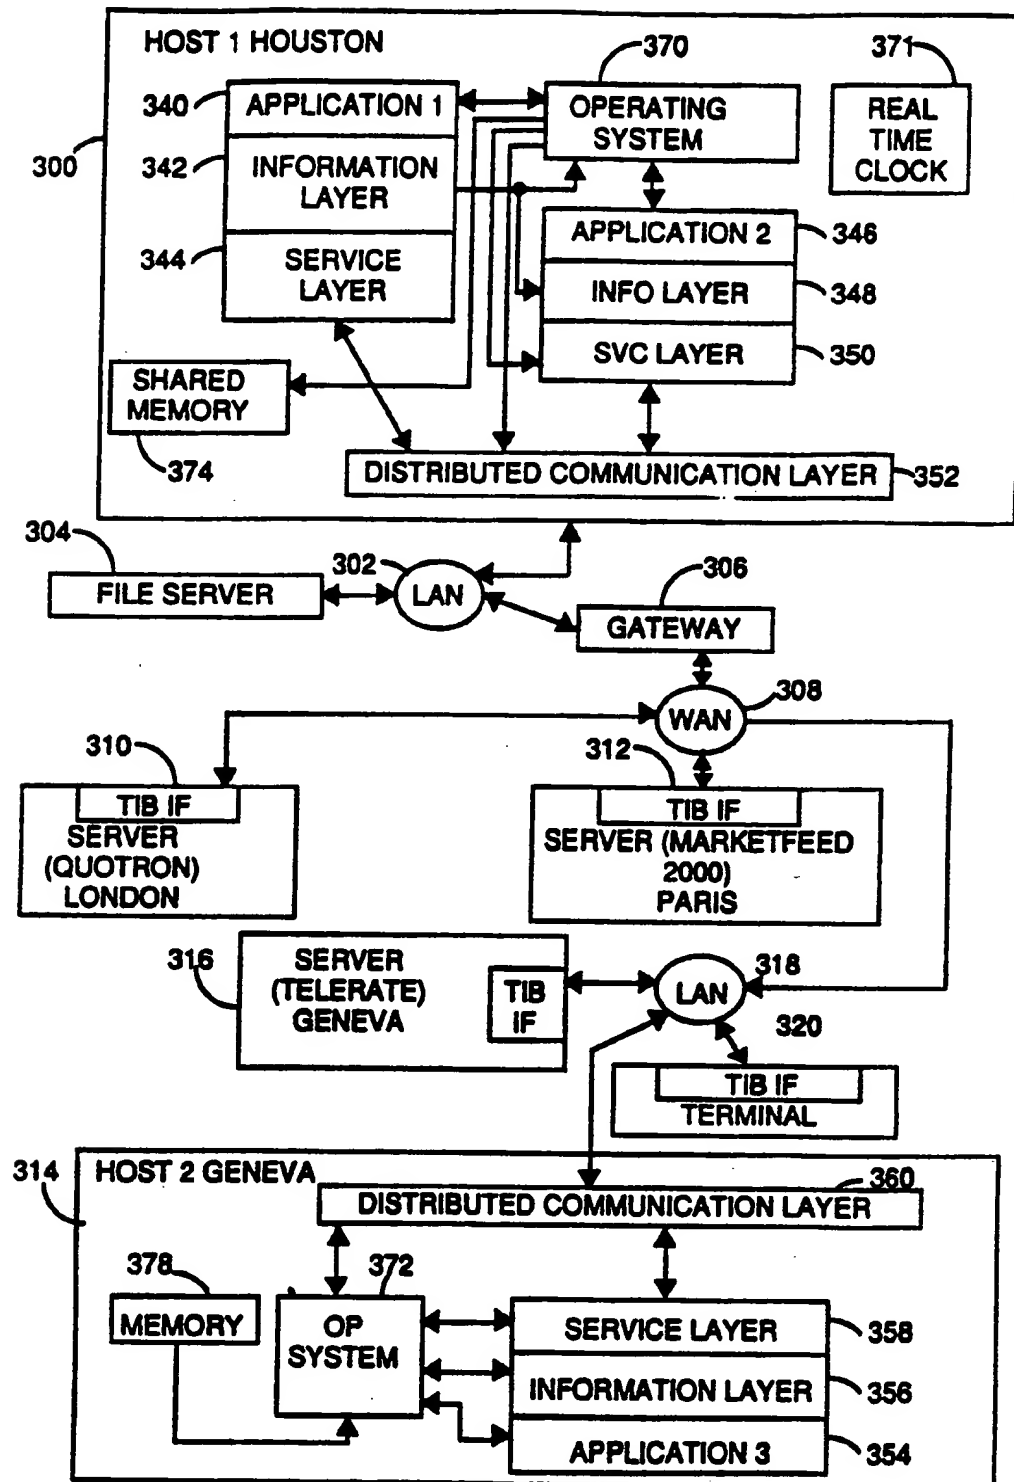 HOST 1 HOUSTON
370
371
340
APPLICATION 1
OPERATING
SYSTEM
REAL
TIME
CLOCK
300
342
INFORMATION
LAYER
344
SERVICE
LAYER
APPLICATION 2
346
INFO LAYER
348
SVC LAYER
350
SHARED
MEMORY
374
DISTRIBUTED COMMUNICATION LAYER
352
304
302
306
FILE SERVER
LAN
GATEWAY
308
WAN
310
312
TIB IF
SERVER
(QUOTRON)
LONDON
TIB IF
SERVER (MARKETFEED
2000)
PARIS
316
SERVER
(TELERATE)
GENEVA
TIB
IF
318
LAN
320
TIB IF
TERMINAL
314
HOST 2 GENEVA
360
DISTRIBUTED COMMUNICATION LAYER
378
372
MEMORY
OP
SYSTEM
SERVICE LAYER
358
INFORMATION LAYER
356
APPLICATION 3
354